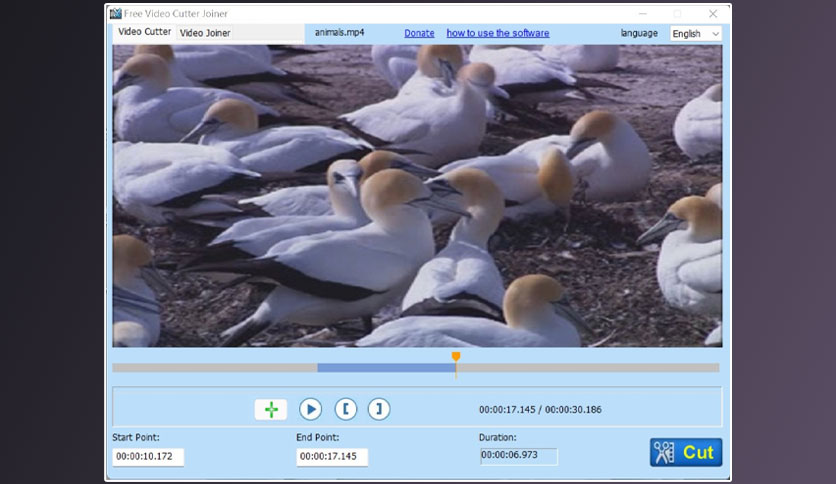 Free Video Cutter Joiner
Video Cutter Video Joiner animals.mp4 Donate how to use the software language English
00:00:17.145 / 00:00:30.186
Start Point: End Point: Duration:
00:00:10.172 00:00:17.145 00:00:06.973
Cut